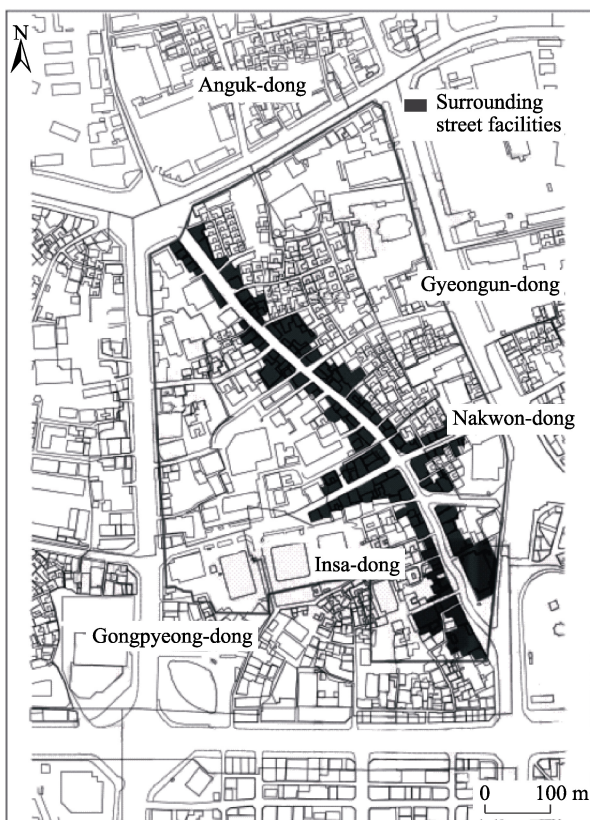 N
Anguk-dong
Surrounding
street facilities
Gyeongun-dong
Nakwon-dong
Insa-dong
Gongpyeong-dong
0 100 m